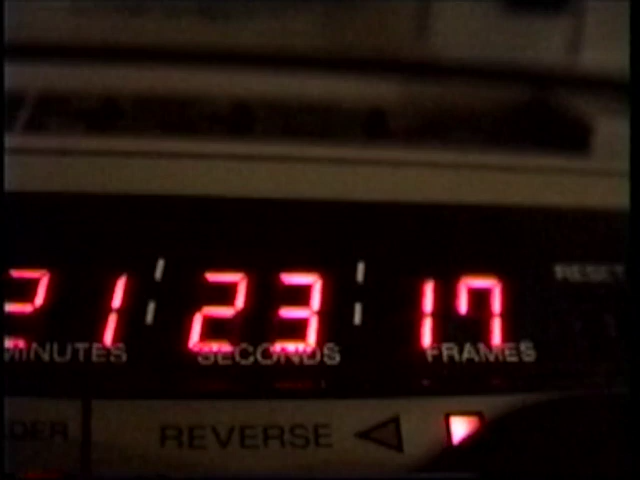 21 23 17
MINUTES SECONDS FRAMES
RESET
REVERSE